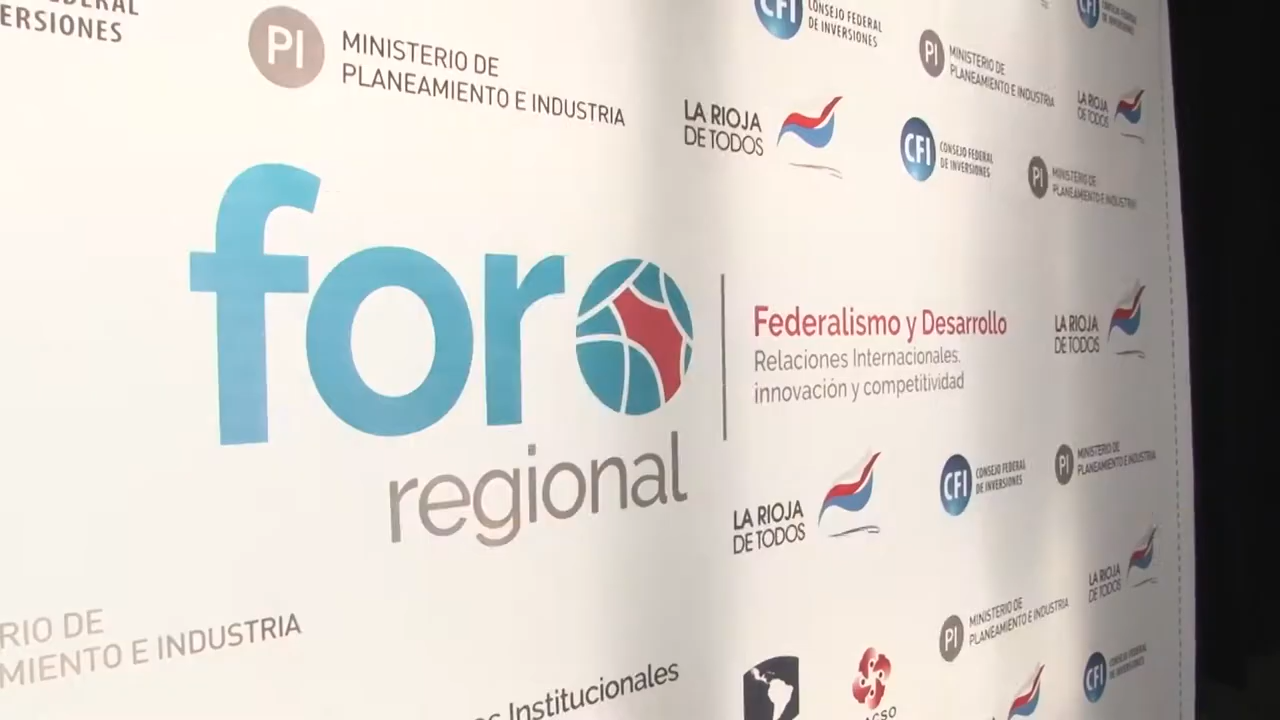 ERSIONES
PI MINISTERIO DE
PLANEAMIENTO E INDUSTRIA
CFI CONSEJO FEDERAL
DE INVERSIONES
CFI
PI MINISTERIO DE
PLANEAMIENTO E INDUSTRIA
LA RIOJA
DE TODOS
LA RIOJA
DE TODOS
CFI CONSEJO FEDERAL
DE INVERSIONES
PI MINISTERIO DE
PLANEAMIENTO E INDUSTRIA
foro
regional
Federalismo y Desarrollo
Relaciones Internacionales,
innovación y competitividad
LA RIOJA
DE TODOS
LA RIOJA
DE TODOS
CFI CONSEJO FEDERAL
DE INVERSIONES
PI MINISTERIO DE
PLANEAMIENTO E INDUSTRIA
LA RIOJA
DE TODOS
RIO DE
MIENTO E INDUSTRIA
PI MINISTERIO DE
PLANEAMIENTO E INDUSTRIA
CFI CONSEJO FEDERAL
DE INVERSIONES
Institucionales
LA RIOJA